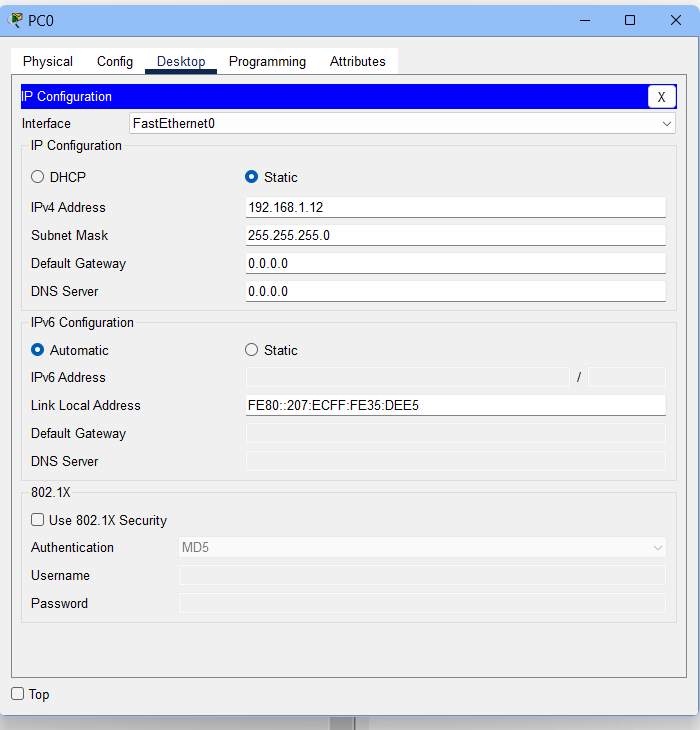 PC0
Physical Config Desktop Programming Attributes
IP Configuration X
Interface FastEthernet0
IP Configuration
DHCP Static
IPv4 Address 192.168.1.12
Subnet Mask 255.255.255.0
Default Gateway 0.0.0.0
DNS Server 0.0.0.0
IPv6 Configuration
Automatic Static
IPv6 Address /
Link Local Address FE80::207:ECFF:FE35:DEE5
Default Gateway
DNS Server
802.1X
Use 802.1X Security
Authentication MD5
Username
Password
Top